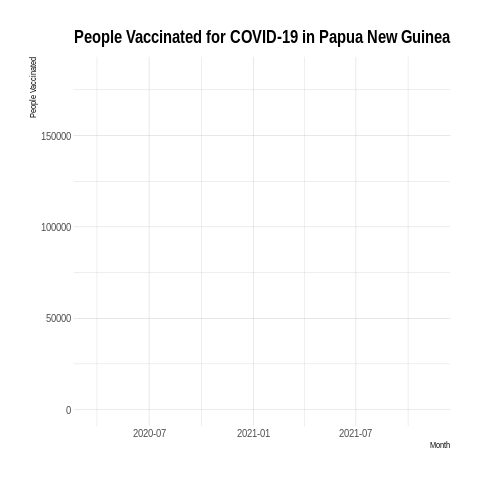 People Vaccinated for COVID-19 in Papua New Guinea
People Vaccinated
150000
100000
50000
0
2020-07 2021-01 2021-07
Month